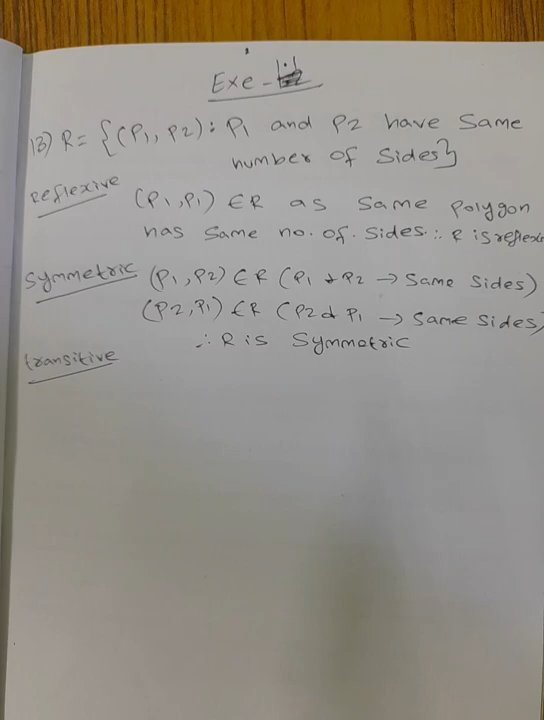 Exe -
13) R = {(P1, P2) : P1 and P2 have same
number of sides}
Reflexive
(P1, P1) ∈ R as same polygon
has same no. of. sides. ∴ R is reflexive
Symmetric (P1, P2) ∈ R (P1 & P2 → same sides)
(P2, P1) ∈ R (P2 & P1 → same sides)
∴ R is symmetric
transitive